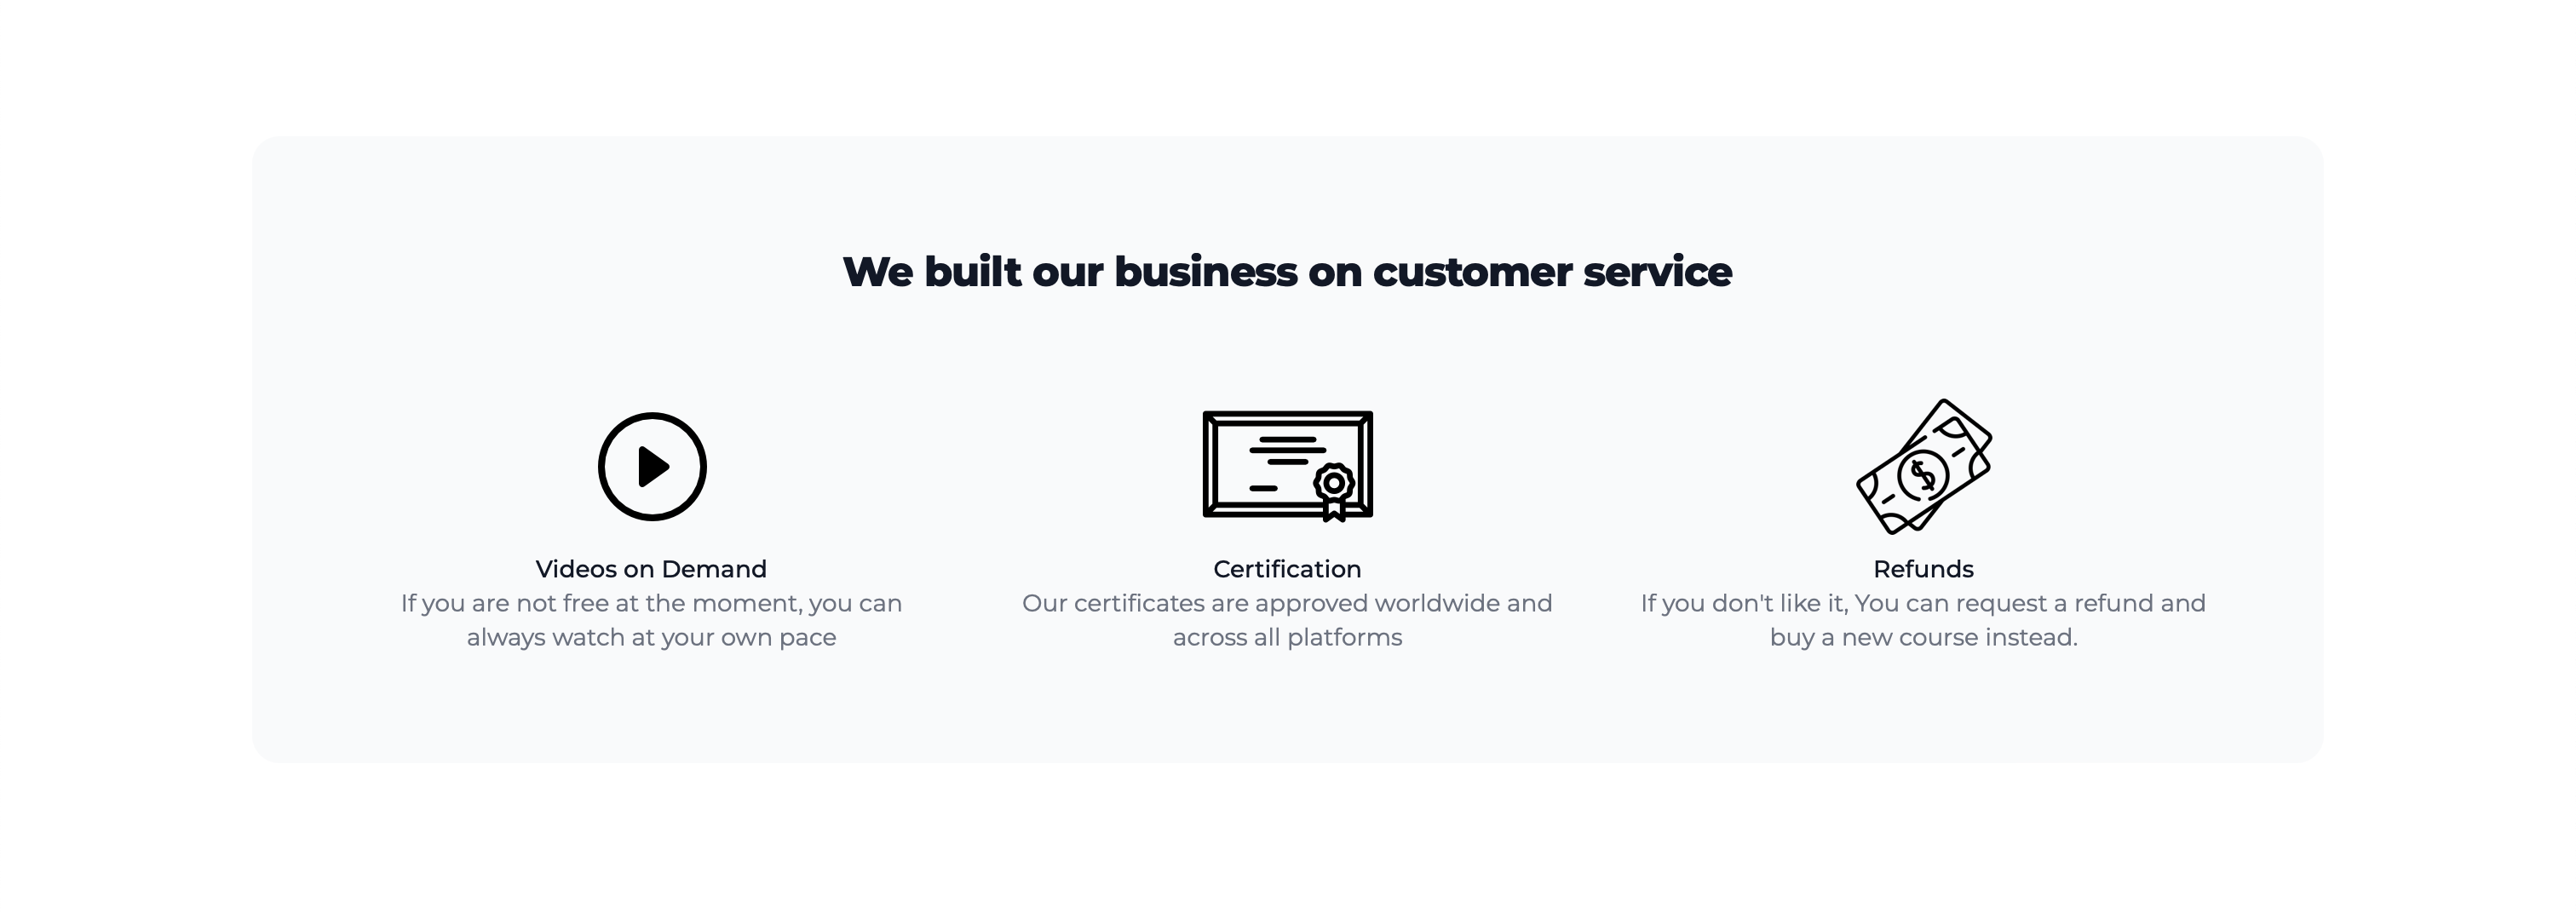 We built our business on customer service
Videos on Demand
If you are not free at the moment, you can
always watch at your own pace
Certification
Our certificates are approved worldwide and
across all platforms
$
Refunds
If you don't like it, You can request a refund and
buy a new course instead.